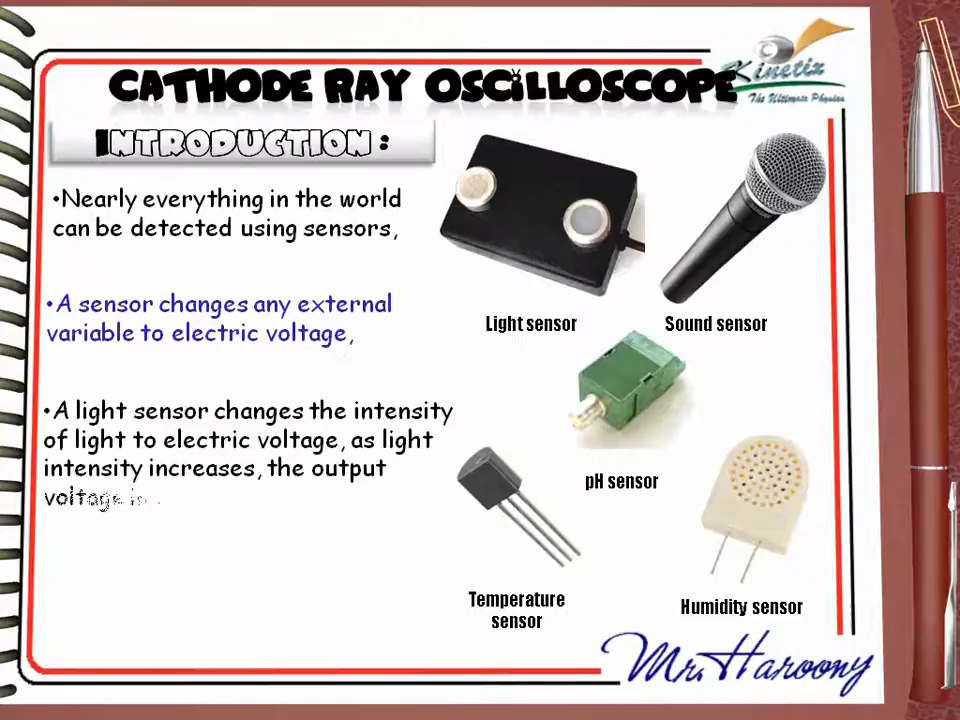 Kinetix
The Ultimate Physics
CATHODE RAY OSCILLOSCOPE
INTRODUCTION:
•Nearly everything in the world
can be detected using sensors,
•A sensor changes any external
variable to electric voltage,
•A light sensor changes the intensity
of light to electric voltage, as light
intensity increases, the output
voltage
Light sensor
Sound sensor
pH sensor
Temperature
sensor
Humidity sensor
Mr. Haroony